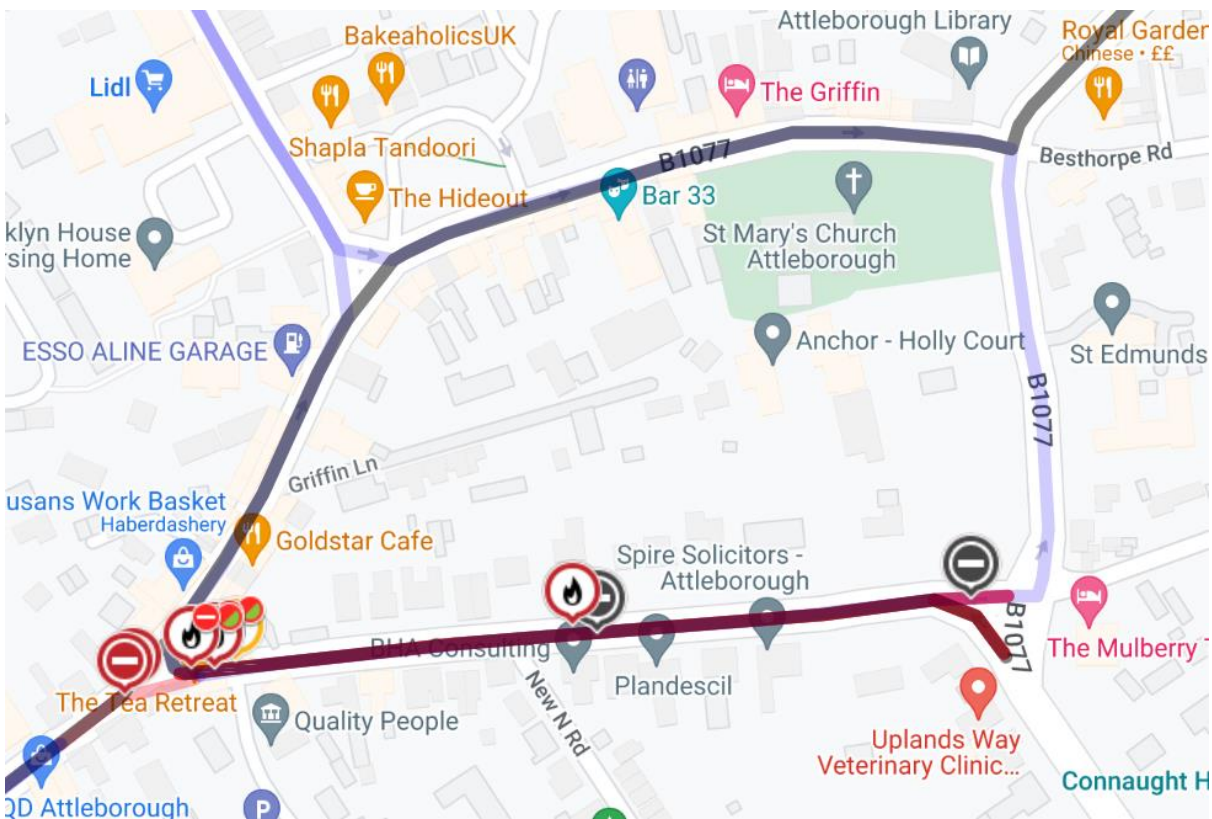 Attleborough Library
BakeaholicsUK
Royal Garden
Chinese • ££
Lidl
The Griffin
Shapla Tandoori
B1077
Besthorpe Rd
The Hideout
Bar 33
klyn House
rsing Home
St Mary's Church
Attleborough
ESSO ALINE GARAGE
Anchor - Holly Court
St Edmunds
B1077
Griffin Ln
usans Work Basket
Haberdashery
Goldstar Cafe
Spire Solicitors -
Attleborough
B1077
The Mulberry T
BHA Consulting
Plandescil
The Tea Retreat
Quality People
New N Rd
Uplands Way
Veterinary Clinic...
Connaught H
QD Attleborough
P